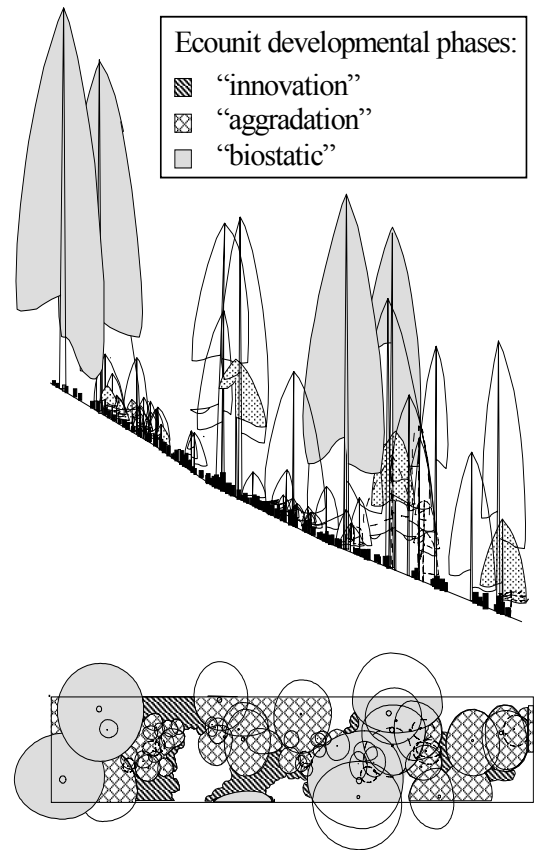 Ecounit developmental phases:
“innovation”
“aggradation”
“biostatic”